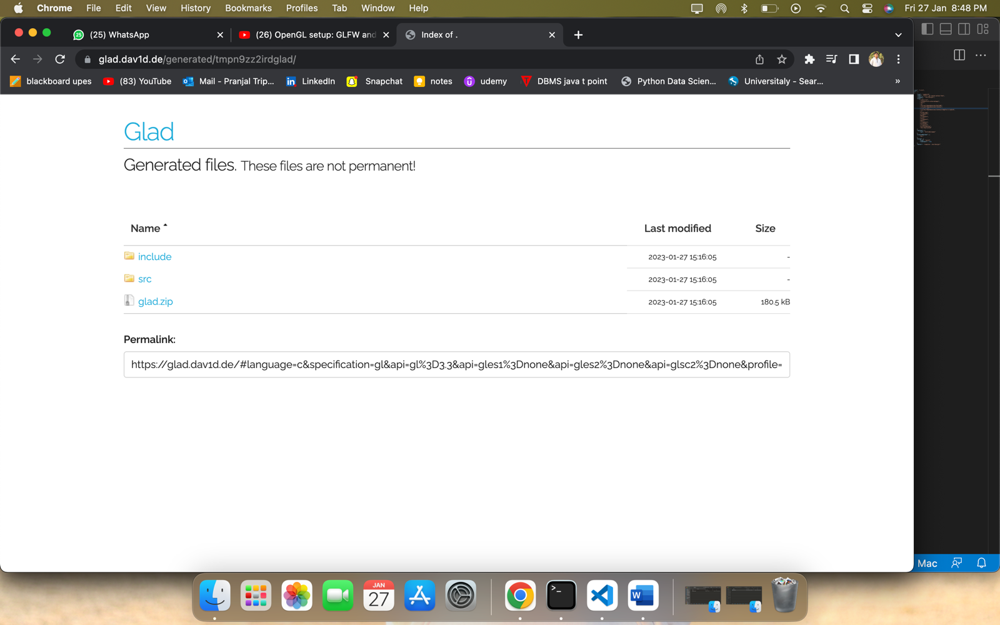 Chrome File Edit View History Bookmarks Profiles Tab Window Help Fri 27 Jan 8:48 PM
(25) WhatsApp (26) OpenGL setup: GLFW and Index of .
glad.dav1d.de/generated/tmpn9zz2irdglad/
blackboard upes (83) YouTube Mail - Pranjal Trip... LinkedIn Snapchat notes udemy DBMS java t point Python Data Scien... Universitaly - Sear... »
Glad
Generated files. These files are not permanent!
Name Last modified Size
include 2023-01-27 15:16:05 -
src 2023-01-27 15:16:05 -
glad.zip 2023-01-27 15:16:05 180.5 kB
Permalink:
https://glad.dav1d.de/#language=c&specification=gl&api=gl%3D3.3&api=gles1%3Dnone&api=gles2%3Dnone&api=glsc2%3Dnone&profile=
Mac
JAN
27